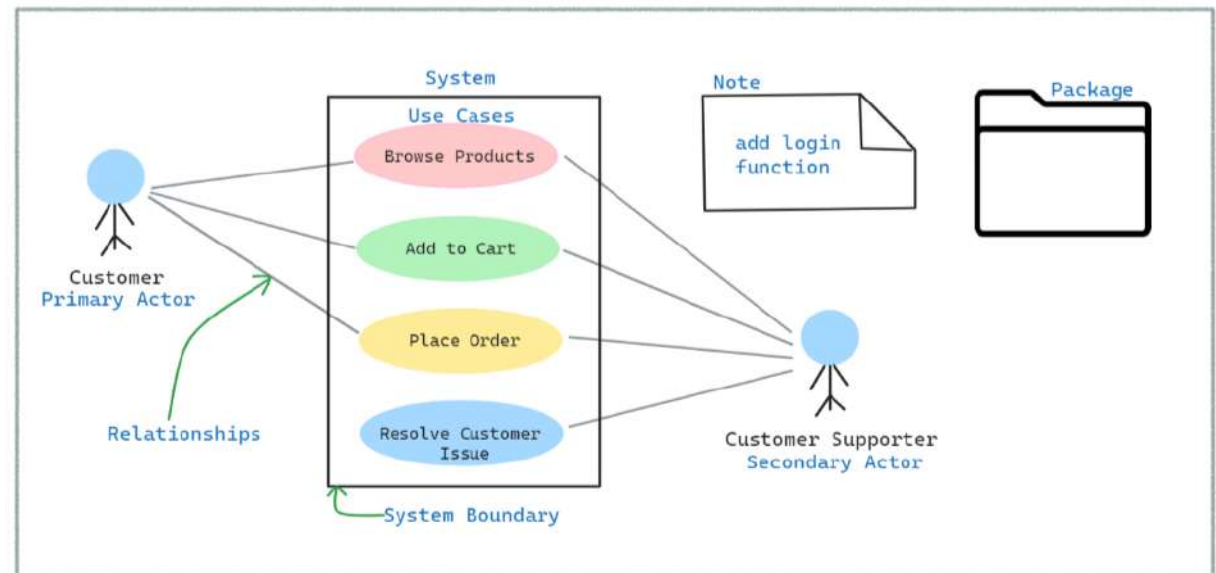 System
Use Cases
Browse Products
Add to Cart
Place Order
Resolve Customer
Issue
Customer
Primary Actor
Relationships
System Boundary
Note
add login
function
Package
Customer Supporter
Secondary Actor